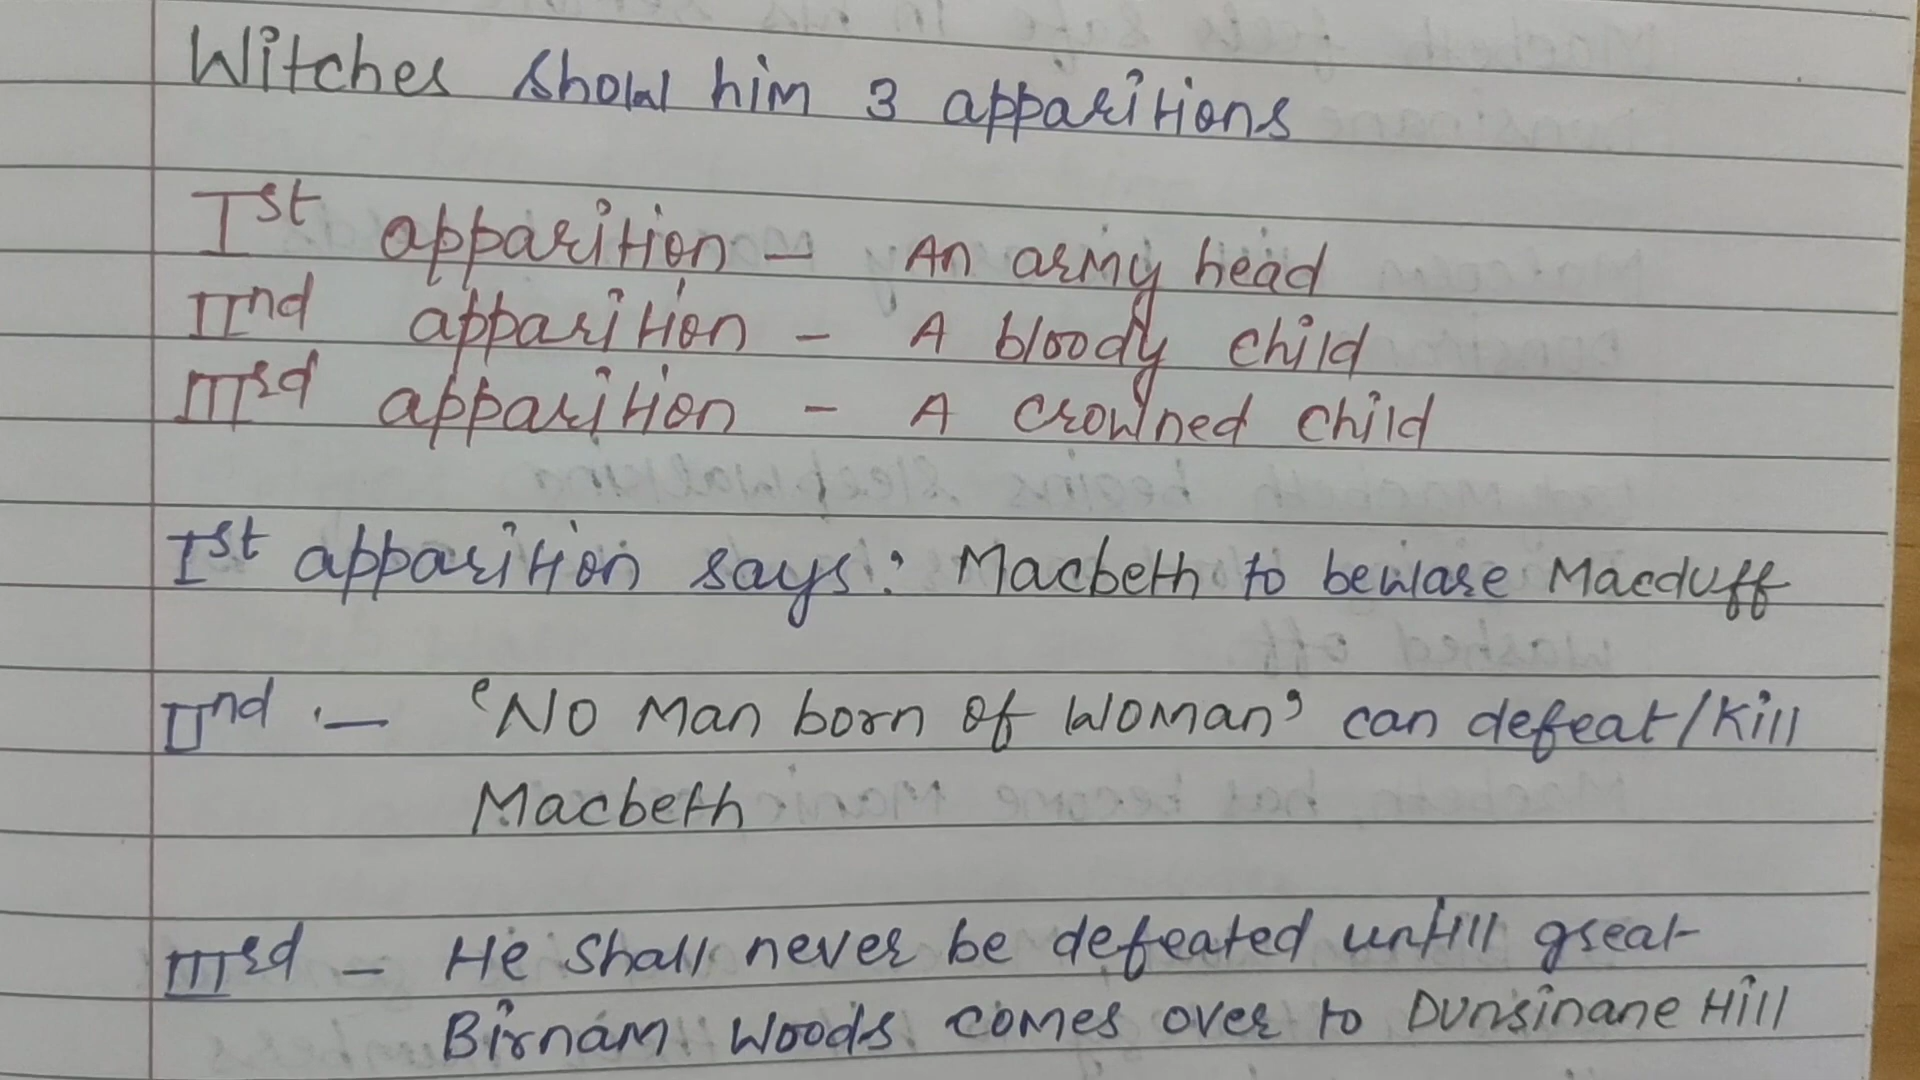 Witches show him 3 apparitions
Ist apparition - An army head
IInd apparition - A bloody child
IIIrd apparition - A crowned child
Ist apparition says: Macbeth to beware Macduff
IInd - 'No Man born of woman' can defeat/kill
Macbeth
IIIrd - He shall never be defeated untill great
Birnam Woods comes over to Dunsinane Hill